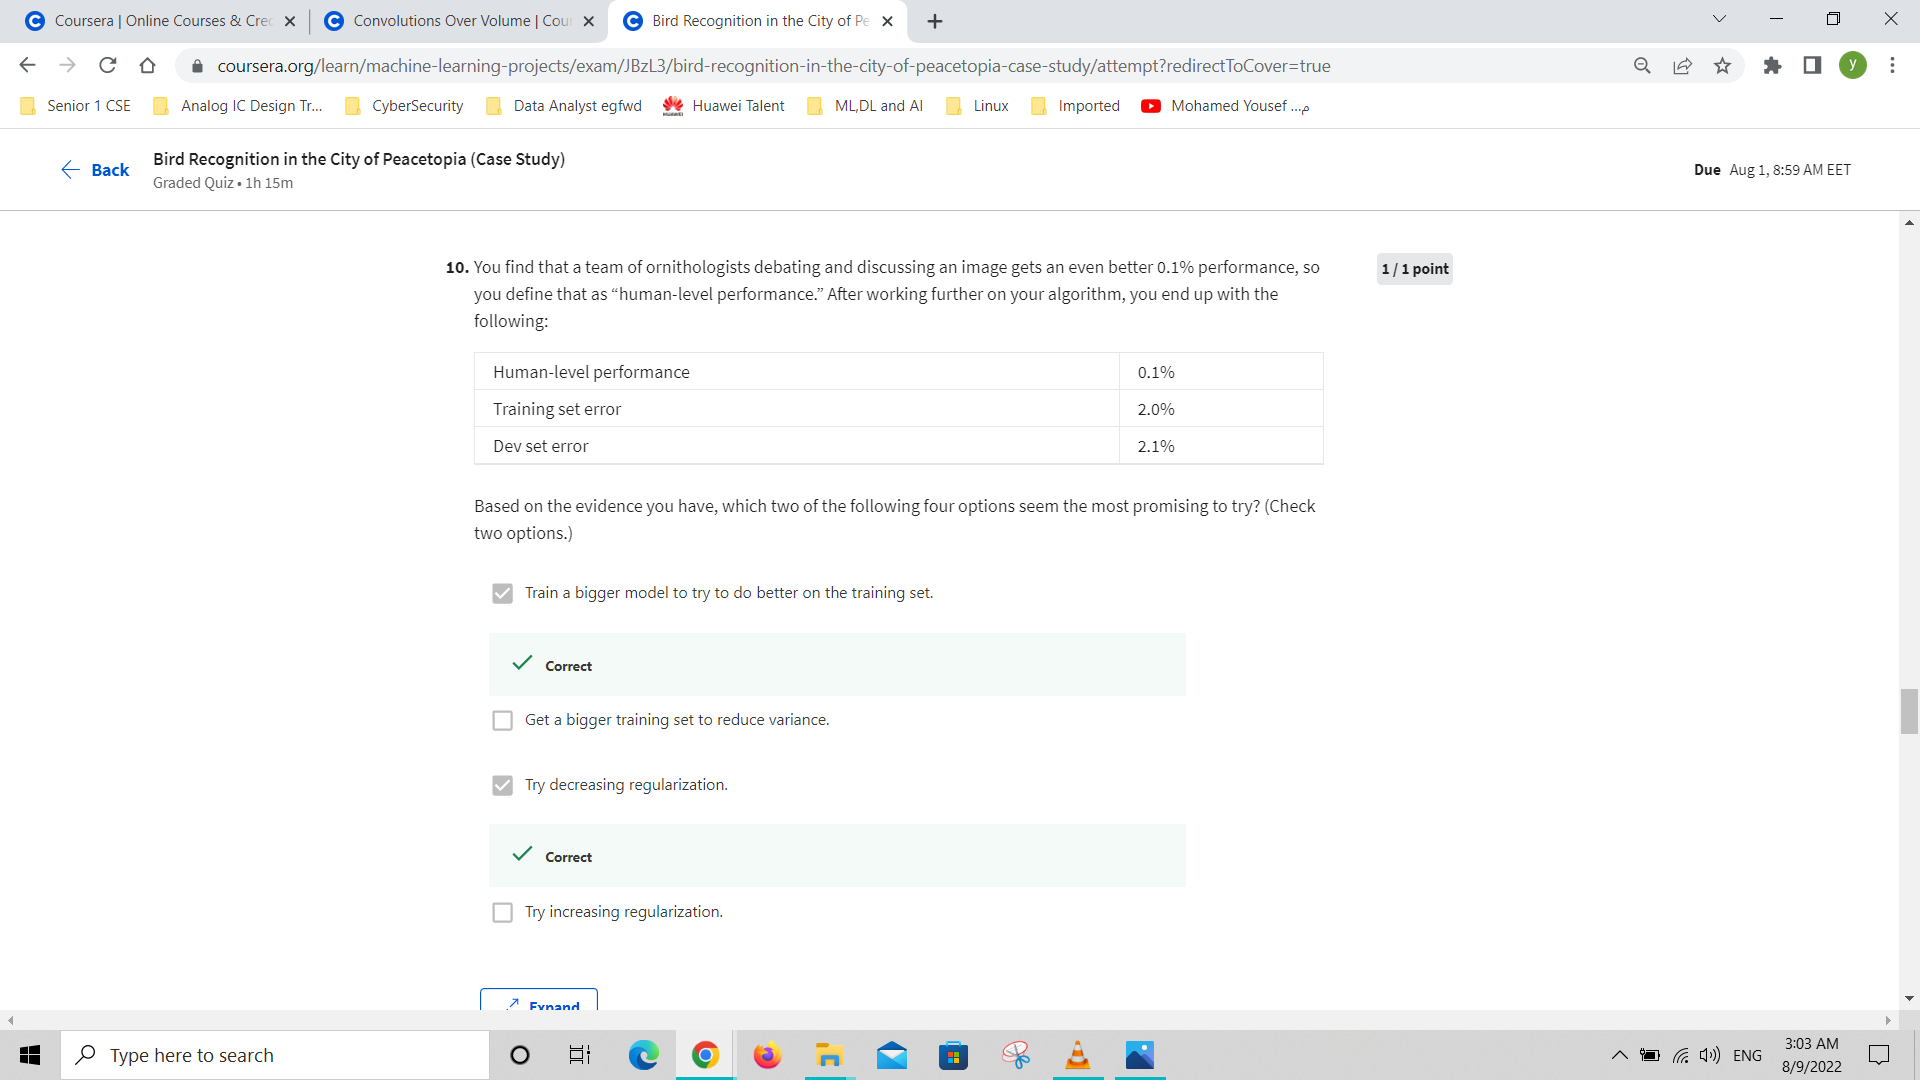 Coursera | Online Courses & Cre
Convolutions Over Volume | Cou
Bird Recognition in the City of Pe
coursera.org/learn/machine-learning-projects/exam/JBzL3/bird-recognition-in-the-city-of-peacetopia-case-study/attempt?redirectToCover=true
y
Senior 1 CSE
Analog IC Design Tr...
CyberSecurity
Data Analyst egfwd
Huawei Talent
ML,DL and AI
Linux
Imported
Mohamed Yousef ...م
Back
Bird Recognition in the City of Peacetopia (Case Study)
Graded Quiz • 1h 15m
Due Aug 1, 8:59 AM EET
10. You find that a team of ornithologists debating and discussing an image gets an even better 0.1% performance, so
you define that as “human-level performance.” After working further on your algorithm, you end up with the
following:
1 / 1 point
Human-level performance 0.1%
Training set error 2.0%
Dev set error 2.1%
Based on the evidence you have, which two of the following four options seem the most promising to try? (Check
two options.)
Train a bigger model to try to do better on the training set.
Correct
Get a bigger training set to reduce variance.
Try decreasing regularization.
Correct
Try increasing regularization.
Expand
Type here to search
ENG
3:03 AM
8/9/2022